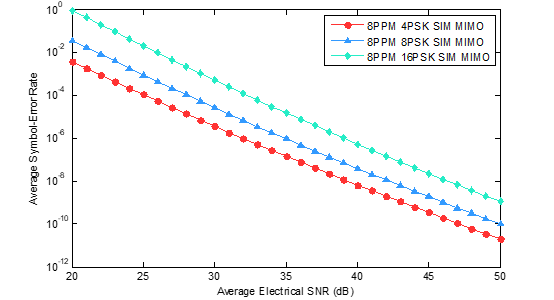 10^0
10^-2
10^-4
10^-6
10^-8
10^-10
10^-12
Average Symbol-Error Rate
8PPM 4PSK SIM MIMO
8PPM 8PSK SIM MIMO
8PPM 16PSK SIM MIMO
20 25 30 35 40 45 50
Average Electrical SNR (dB)